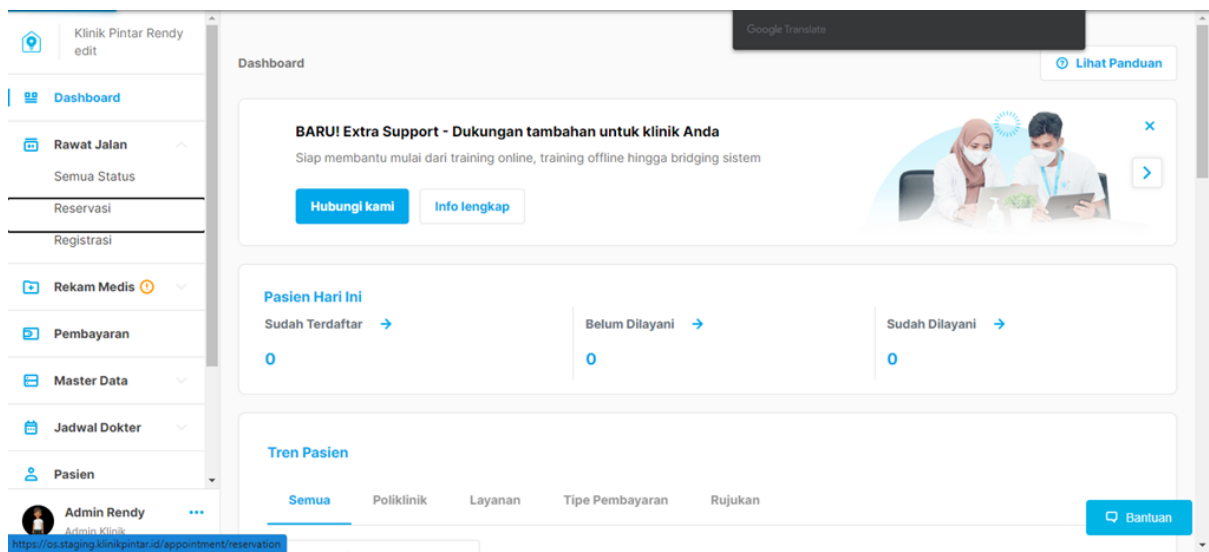 Klinik Pintar Rendy
edit
Dashboard
Rawat Jalan
Semua Status
Reservasi
Registrasi
Rekam Medis
Pembayaran
Master Data
Jadwal Dokter
Pasien
Admin Rendy
Admin Klinik
https://os.staging.klinikpintar.id/appointment/reservation
Google Translate
Dashboard
Lihat Panduan
BARU! Extra Support - Dukungan tambahan untuk klinik Anda
Siap membantu mulai dari training online, training offline hingga bridging sistem
Hubungi kami Info lengkap
Pasien Hari Ini
Sudah Terdaftar Belum Dilayani Sudah Dilayani
0 0 0
Tren Pasien
Semua Poliklinik Layanan Tipe Pembayaran Rujukan
Bantuan